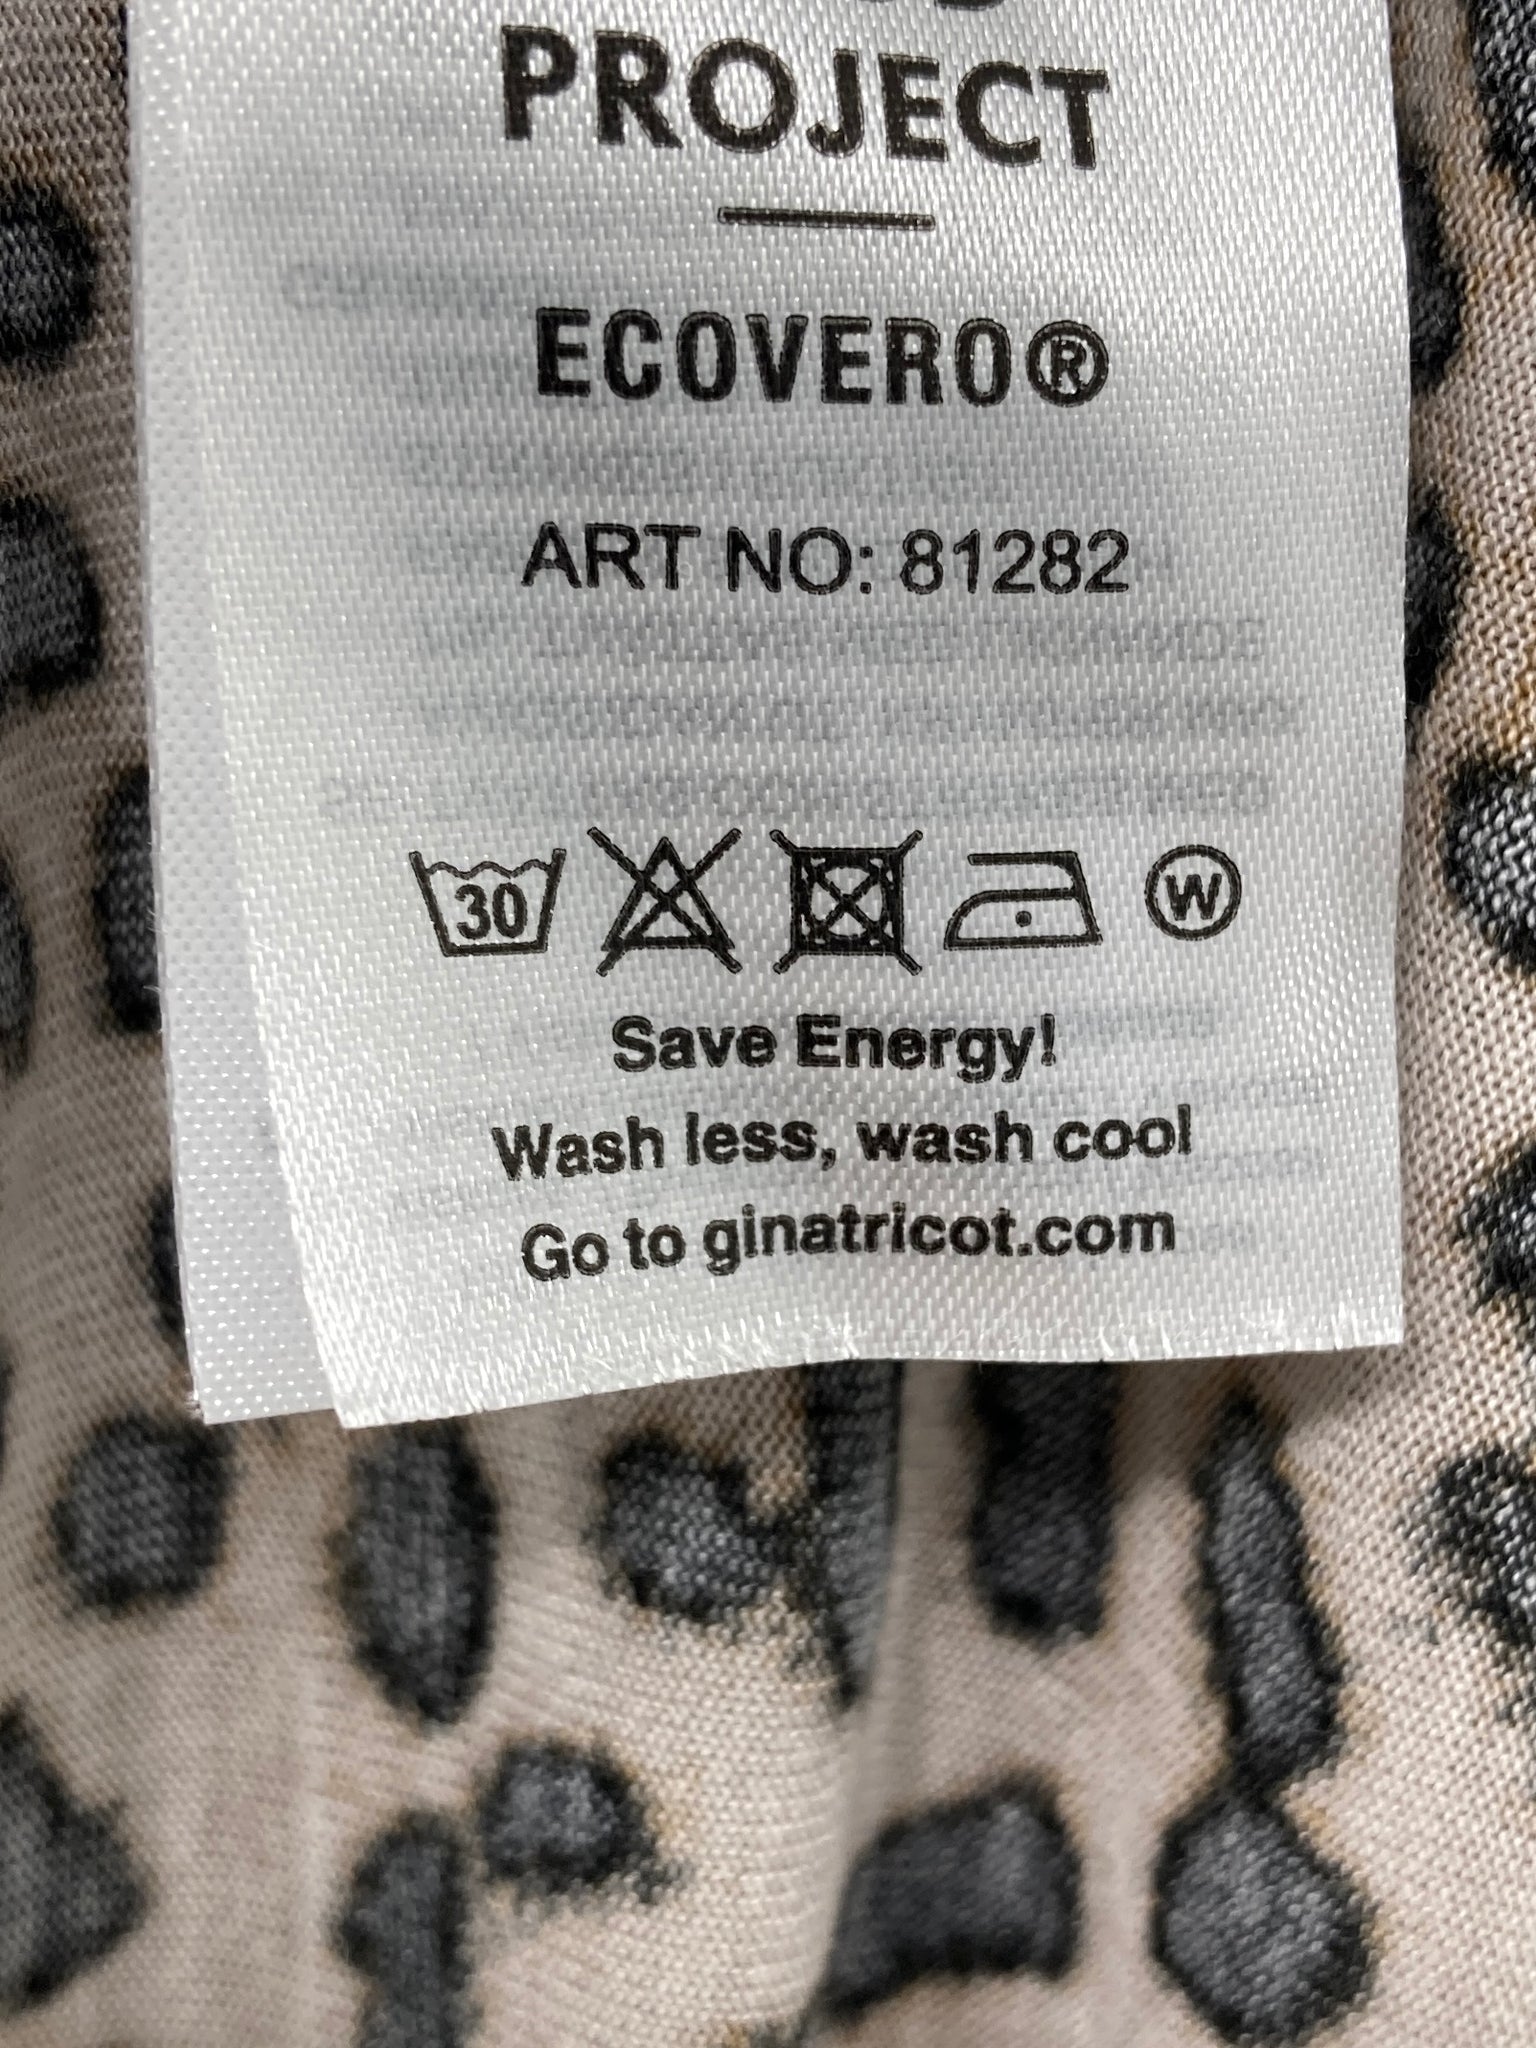 PROJECT
ECOVERO®
ART NO: 81282
30 W
Save Energy!
Wash less, wash cool
Go to ginatricot.com